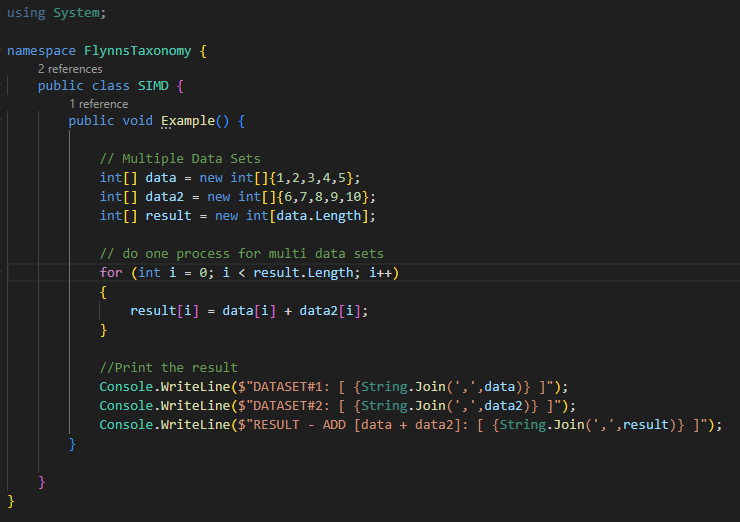 using System;
namespace FlynnsTaxonomy {
2 references
public class SIMD {
1 reference
public void Example() {
// Multiple Data Sets
int[] data = new int[]{1,2,3,4,5};
int[] data2 = new int[]{6,7,8,9,10};
int[] result = new int[data.Length];
// do one process for multi data sets
for (int i = 0; i < result.Length; i++)
{
result[i] = data[i] + data2[i];
}
//Print the result
Console.WriteLine($"DATASET#1: [ {String.Join(',',data)} ]");
Console.WriteLine($"DATASET#2: [ {String.Join(',',data2)} ]");
Console.WriteLine($"RESULT - ADD [data + data2]: [ {String.Join(',',result)} ]");
}
}
}